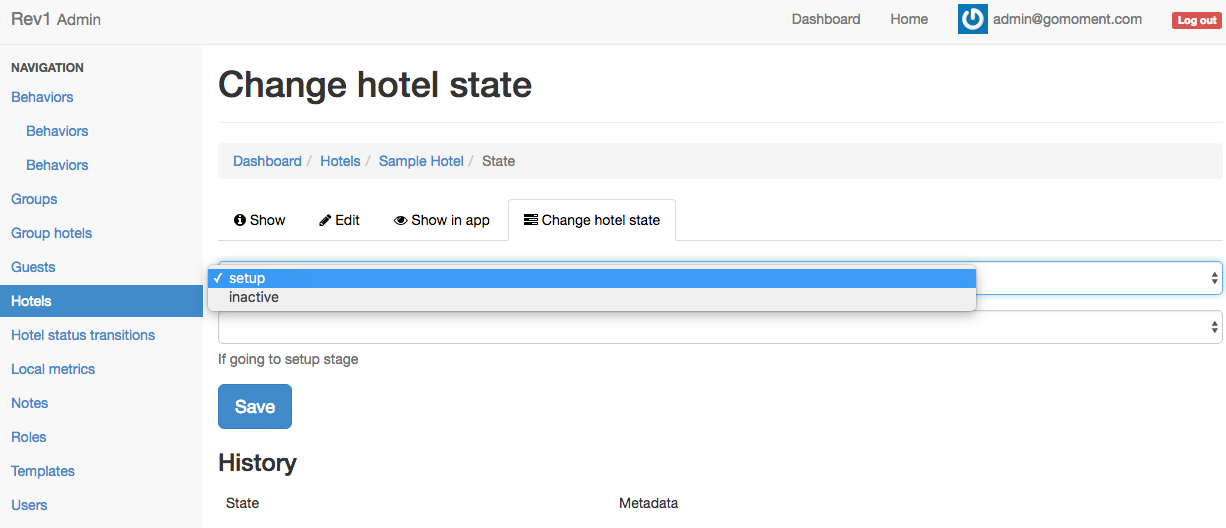 Rev1 Admin
Dashboard Home admin@gomoment.com Log out
NAVIGATION
Behaviors
Behaviors
Behaviors
Groups
Group hotels
Guests
Hotels
Hotel status transitions
Local metrics
Notes
Roles
Templates
Users
Change hotel state
Dashboard / Hotels / Sample Hotel / State
Show Edit Show in app Change hotel state
✓ setup
inactive
If going to setup stage
Save
History
State Metadata